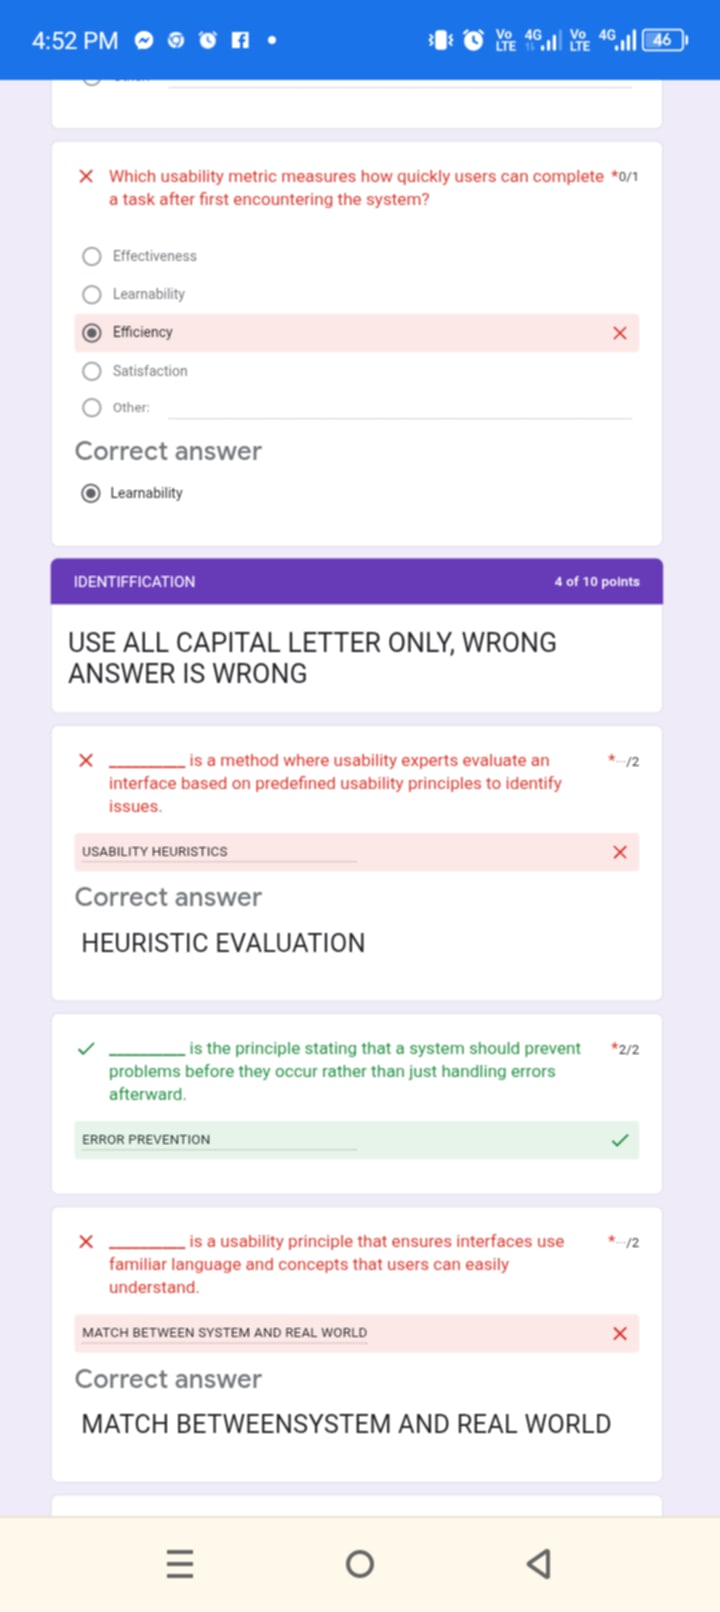 4:52 PM
Vo LTE 4G Vo LTE 4G 46
Which usability metric measures how quickly users can complete *0/1
a task after first encountering the system?
Effectiveness
Learnability
Efficiency
Satisfaction
Other:
Correct answer
Learnability
IDENTIFFICATION 4 of 10 points
USE ALL CAPITAL LETTER ONLY, WRONG
ANSWER IS WRONG
__________ is a method where usability experts evaluate an *···/2
interface based on predefined usability principles to identify
issues.
USABILITY HEURISTICS
Correct answer
HEURISTIC EVALUATION
__________ is the principle stating that a system should prevent *2/2
problems before they occur rather than just handling errors
afterward.
ERROR PREVENTION
__________ is a usability principle that ensures interfaces use *···/2
familiar language and concepts that users can easily
understand.
MATCH BETWEEN SYSTEM AND REAL WORLD
Correct answer
MATCH BETWEENSYSTEM AND REAL WORLD